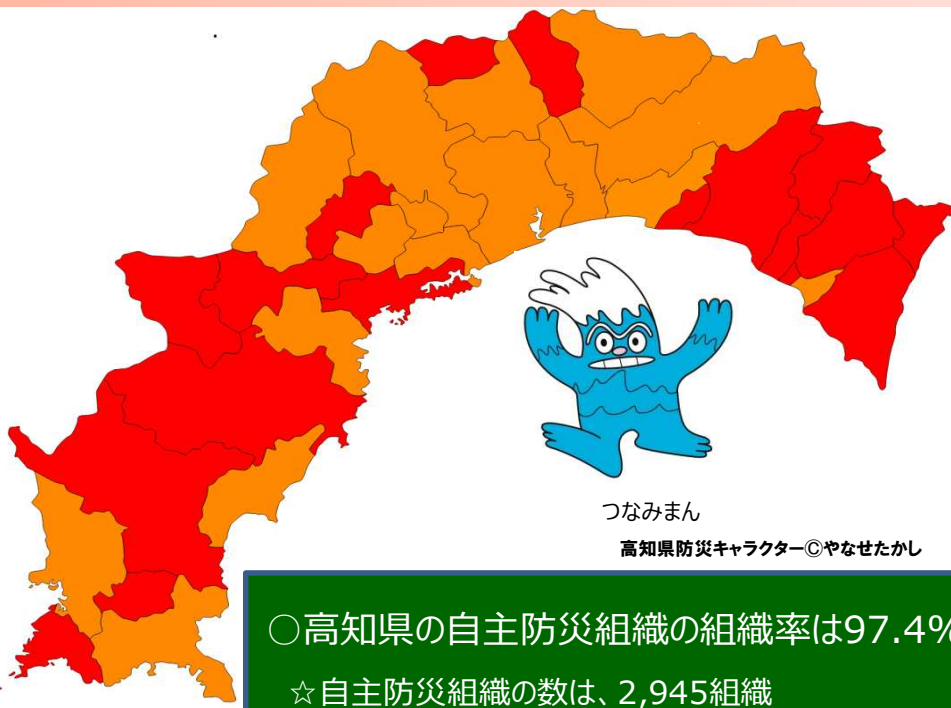 つなみまん
高知県防災キャラクター©やなせたかし
○高知県の自主防災組織の組織率は97.4%
☆自主防災組織の数は、2,945組織